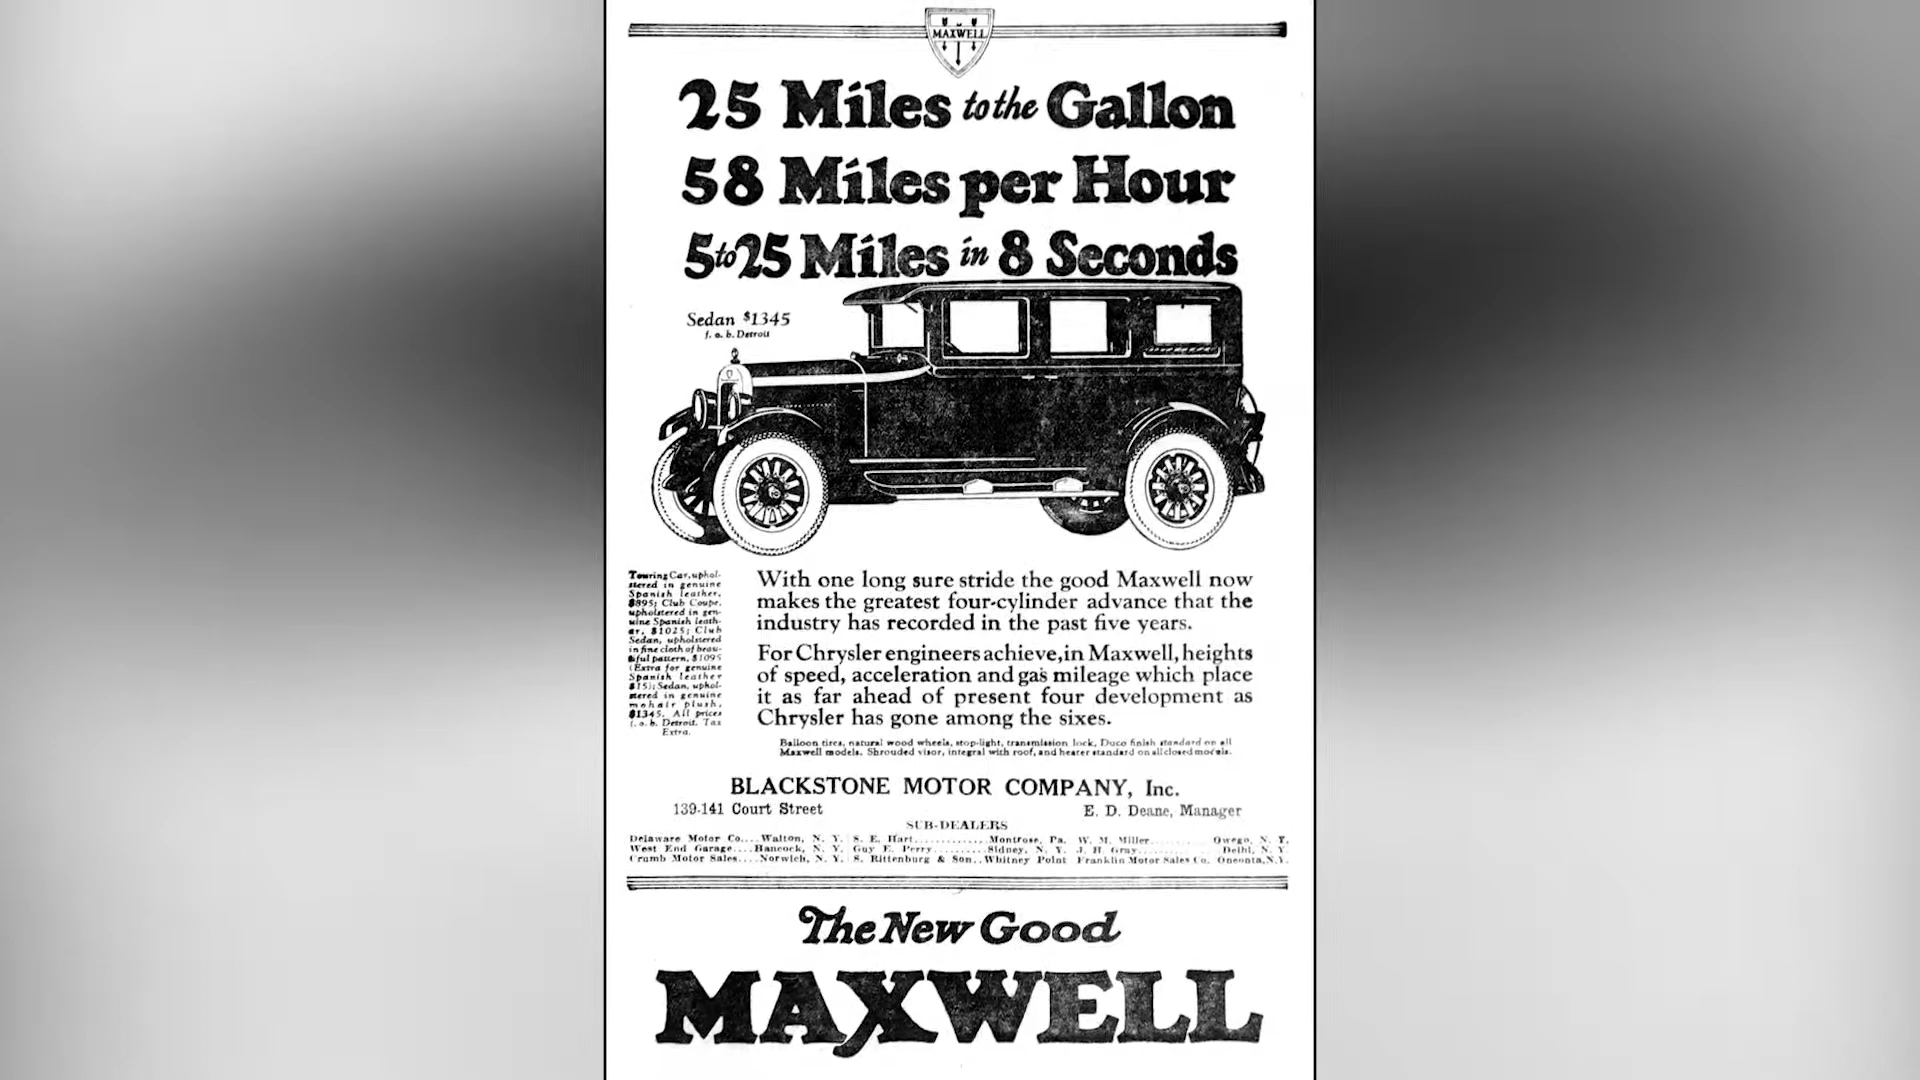 MAXWELL
25 Miles to the Gallon
58 Miles per Hour
5 to 25 Miles in 8 Seconds
Sedan $1345
f. o. b. Detroit
Touring Car, uphol-
stered in genuine
Spanish leather,
$895; Club Coupe,
upholstered in gen-
uine Spanish leath-
er, $1025; Club
Sedan, upholstered
in fine cloth of beau-
tiful pattern, $1095
(Extra for genuine
Spanish leather
$15); Sedan, uphol-
stered in genuine
mohair plush,
$1345. All prices
f. o. b. Detroit. Tax
Extra.
With one long sure stride the good Maxwell now
makes the greatest four-cylinder advance that the
industry has recorded in the past five years.
For Chrysler engineers achieve, in Maxwell, heights
of speed, acceleration and gas mileage which place
it as far ahead of present four development as
Chrysler has gone among the sixes.
Balloon tires, natural wood wheels, stop-light, transmission lock, Duco finish standard on all
Maxwell models. Shrouded visor, integral with roof, and heater standard on all closed models.
BLACKSTONE MOTOR COMPANY, Inc.
139-141 Court Street E. D. Deane, Manager
SUB-DEALERS
Delaware Motor Co....Walton, N. Y. S. E. Hart.............Montrose, Pa. W. M. Miller..........Owego, N. Y.
West End Garage....Hancock, N. Y. Guy E. Perry.........Sidney, N. Y. J. H. Gray............Delhi, N. Y.
Crumb Motor Sales....Norwich, N. Y. S. Rittenburg & Son..Whitney Point Franklin Motor Sales Co. Oneonta, N.Y.
The New Good
MAXWELL